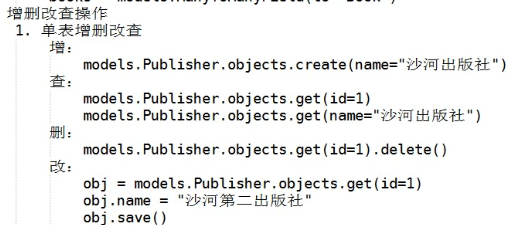 增删改查操作
1. 单表增删改查
增:
models.Publisher.objects.create(name="沙河出版社")
查:
models.Publisher.objects.get(id=1)
models.Publisher.objects.get(name="沙河出版社")
删:
models.Publisher.objects.get(id=1).delete()
改:
obj = models.Publisher.objects.get(id=1)
obj.name = "沙河第二出版社"
obj.save()